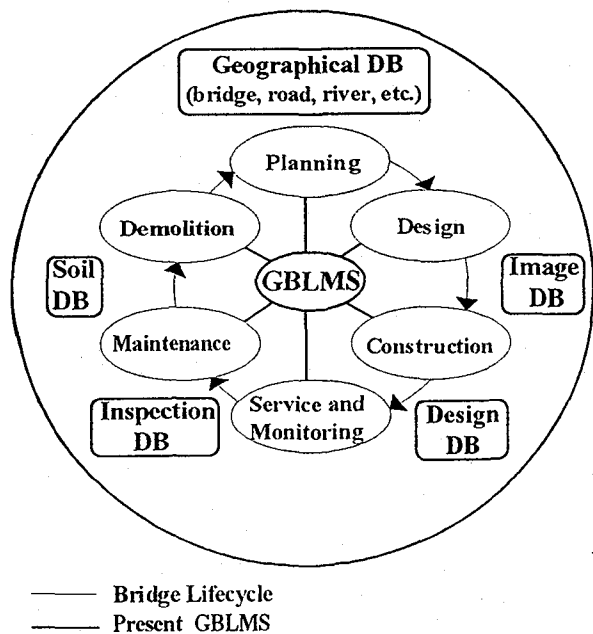 Geographical DB
(bridge, road, river, etc.)
Planning
Demolition
Design
Soil
DB
GBLMS
Image
DB
Maintenance
Construction
Inspection
DB
Service and
Monitoring
Design
DB
Bridge Lifecycle
Present GBLMS